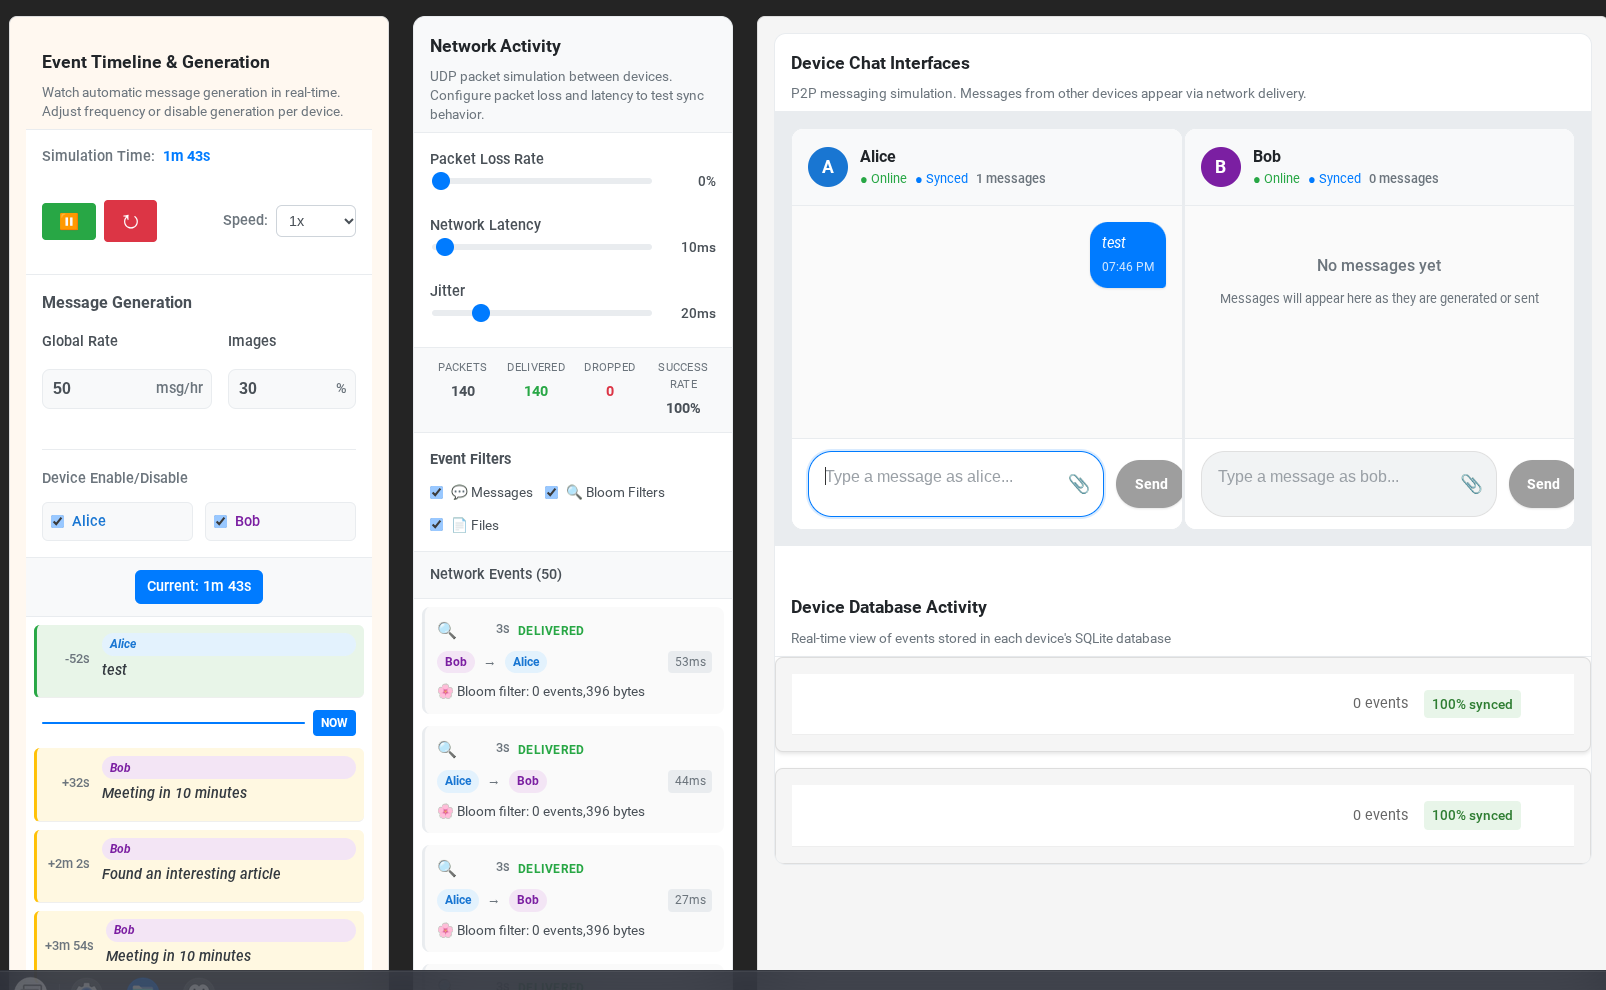 Event Timeline & Generation
Watch automatic message generation in real-time.
Adjust frequency or disable generation per device.
Simulation Time: 1m 43s
Speed: 1x
Message Generation
Global Rate
Images
50 msg/hr
30 %
Device Enable/Disable
Alice
Bob
Current: 1m 43s
Alice
-52s
test
NOW
Bob
+32s
Meeting in 10 minutes
Bob
+2m 2s
Found an interesting article
Bob
+3m 54s
Meeting in 10 minutes
Network Activity
UDP packet simulation between devices.
Configure packet loss and latency to test sync
behavior.
Packet Loss Rate
0%
Network Latency
10ms
Jitter
20ms
PACKETS
140
DELIVERED
140
DROPPED
0
SUCCESS
RATE
100%
Event Filters
💬 Messages
🔍 Bloom Filters
📄 Files
Network Events (50)
🔍 3s DELIVERED
Bob → Alice 53ms
🌸 Bloom filter: 0 events,396 bytes
🔍 3s DELIVERED
Alice → Bob 44ms
🌸 Bloom filter: 0 events,396 bytes
🔍 3s DELIVERED
Alice → Bob 27ms
🌸 Bloom filter: 0 events,396 bytes
Device Chat Interfaces
P2P messaging simulation. Messages from other devices appear via network delivery.
A
Alice
● Online ● Synced 1 messages
test
07:46 PM
Type a message as alice...
Send
B
Bob
● Online ● Synced 0 messages
No messages yet
Messages will appear here as they are generated or sent
Type a message as bob...
Send
Device Database Activity
Real-time view of events stored in each device's SQLite database
0 events 100% synced
0 events 100% synced